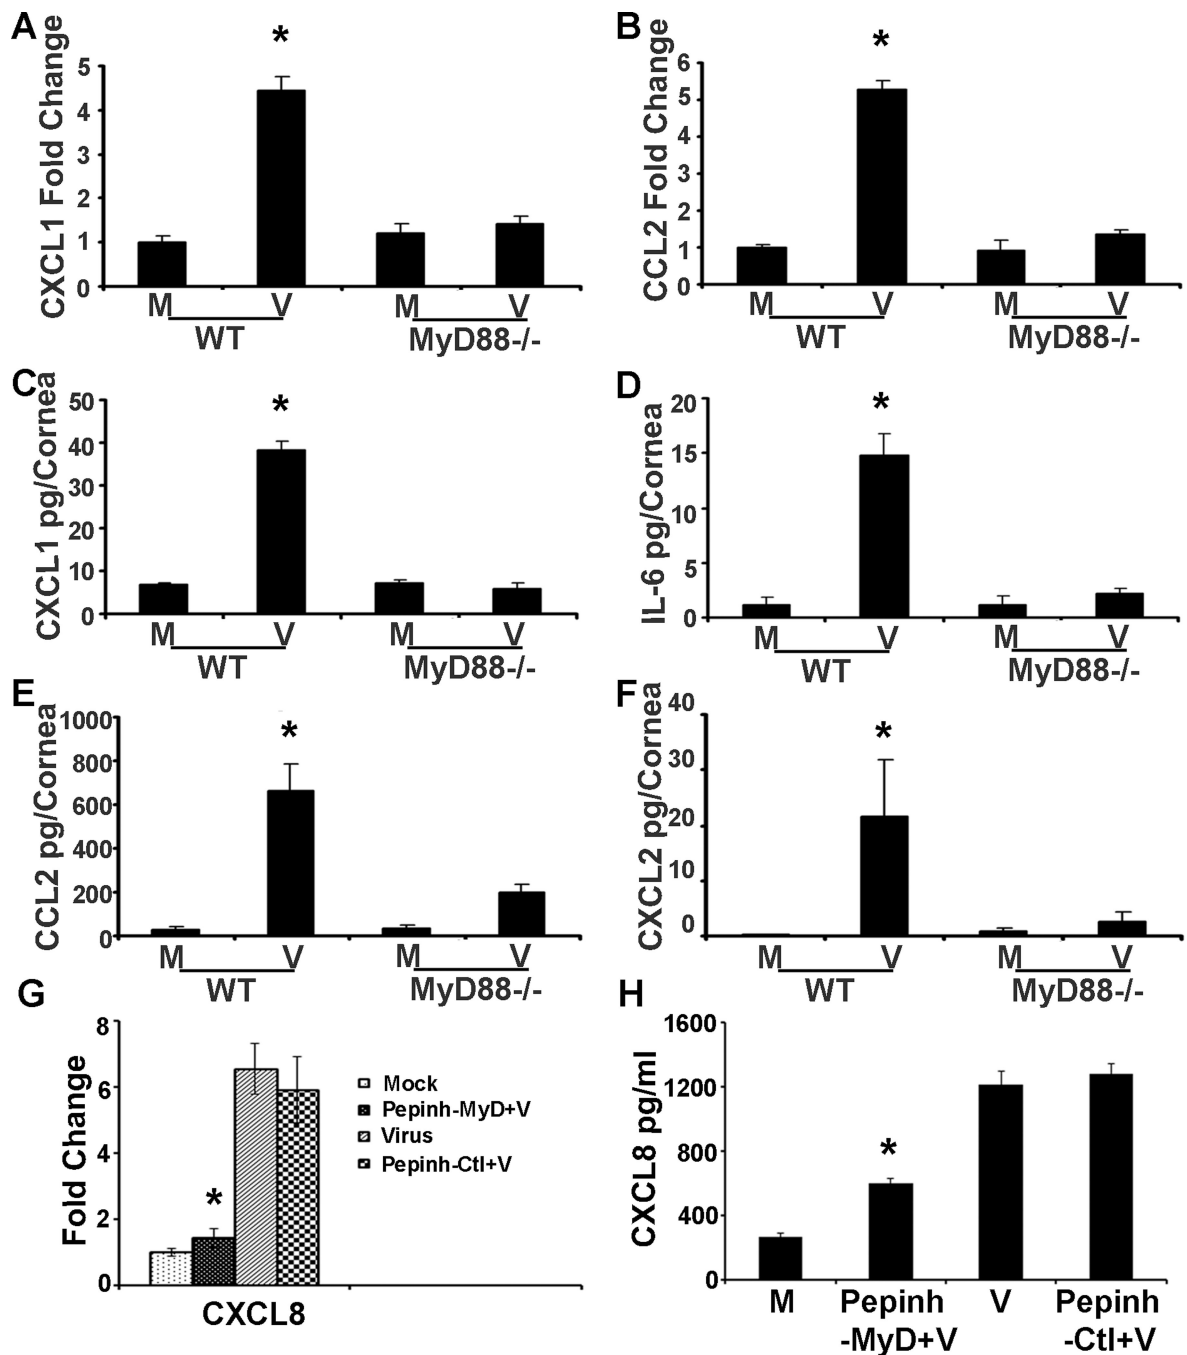 A
CXCL1 Fold Change
5
4
3
2
1
0
*
M V M V
WT MyD88-/-
B
CCL2 Fold Change
6
5
4
3
2
1
0
*
M V M V
WT MyD88-/-
C
CXCL1 pg/Cornea
50
40
30
20
10
0
*
M V M V
WT MyD88-/-
D
IL-6 pg/Cornea
20
15
10
5
0
*
M V M V
WT MyD88-/-
E
CCL2 pg/Cornea
1000
800
600
400
200
0
*
M V M V
WT MyD88-/-
F
CXCL2 pg/Cornea
40
30
20
10
0
*
M V M V
WT MyD88-/-
G
Fold Change
8
6
4
2
0
*
Mock
Pepinh-MyD+V
Virus
Pepinh-Ctl+V
CXCL8
H
CXCL8 pg/ml
1600
1200
800
400
0
*
M Pepinh V Pepinh
-MyD+V -Ctl+V